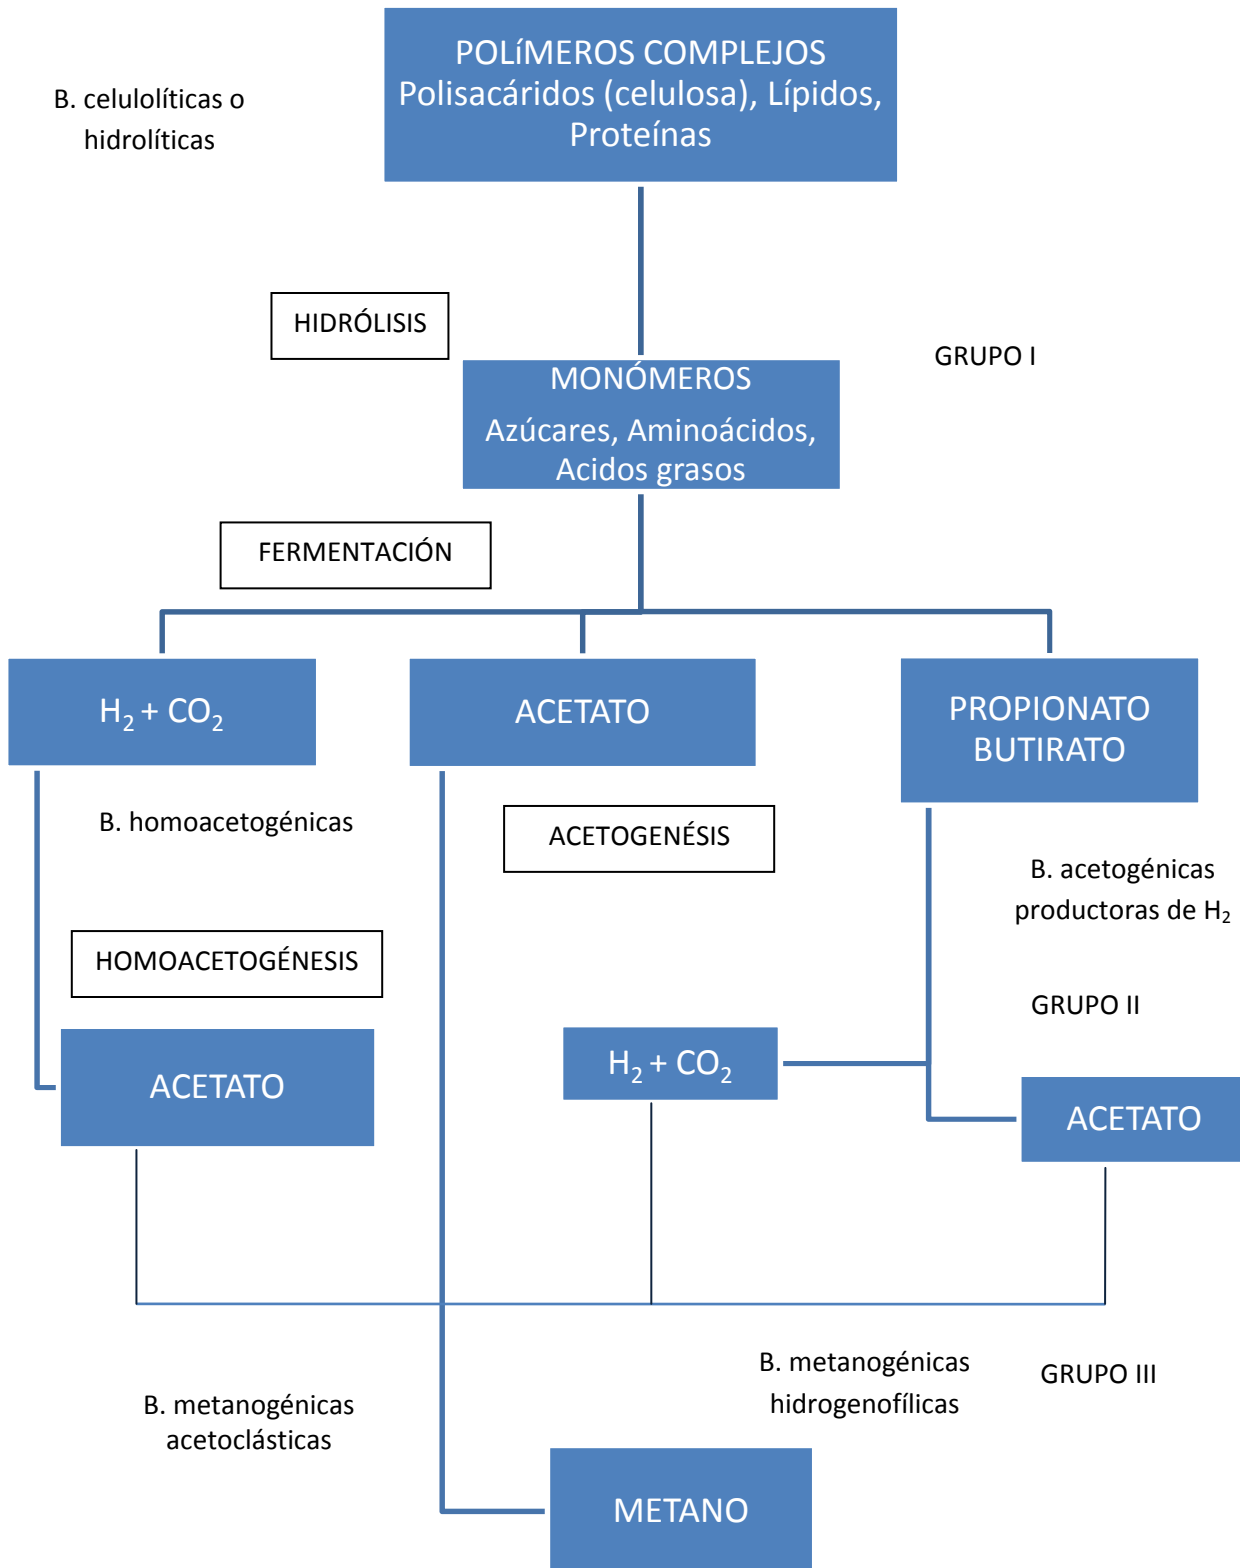 POLíMEROS COMPLEJOS
Polisacáridos (celulosa), Lípidos,
Proteínas
B. celulolíticas o
hidrolíticas
HIDRÓLISIS
GRUPO I
MONÓMEROS
Azúcares, Aminoácidos,
Acidos grasos
FERMENTACIÓN
H₂ + CO₂
ACETATO
PROPIONATO
BUTIRATO
B. homoacetogénicas
ACETOGENÉSIS
B. acetogénicas
productoras de H₂
HOMOACETOGÉNESIS
GRUPO II
ACETATO
H₂ + CO₂
ACETATO
B. metanogénicas
hidrogenofílicas
GRUPO III
B. metanogénicas
acetoclásticas
METANO